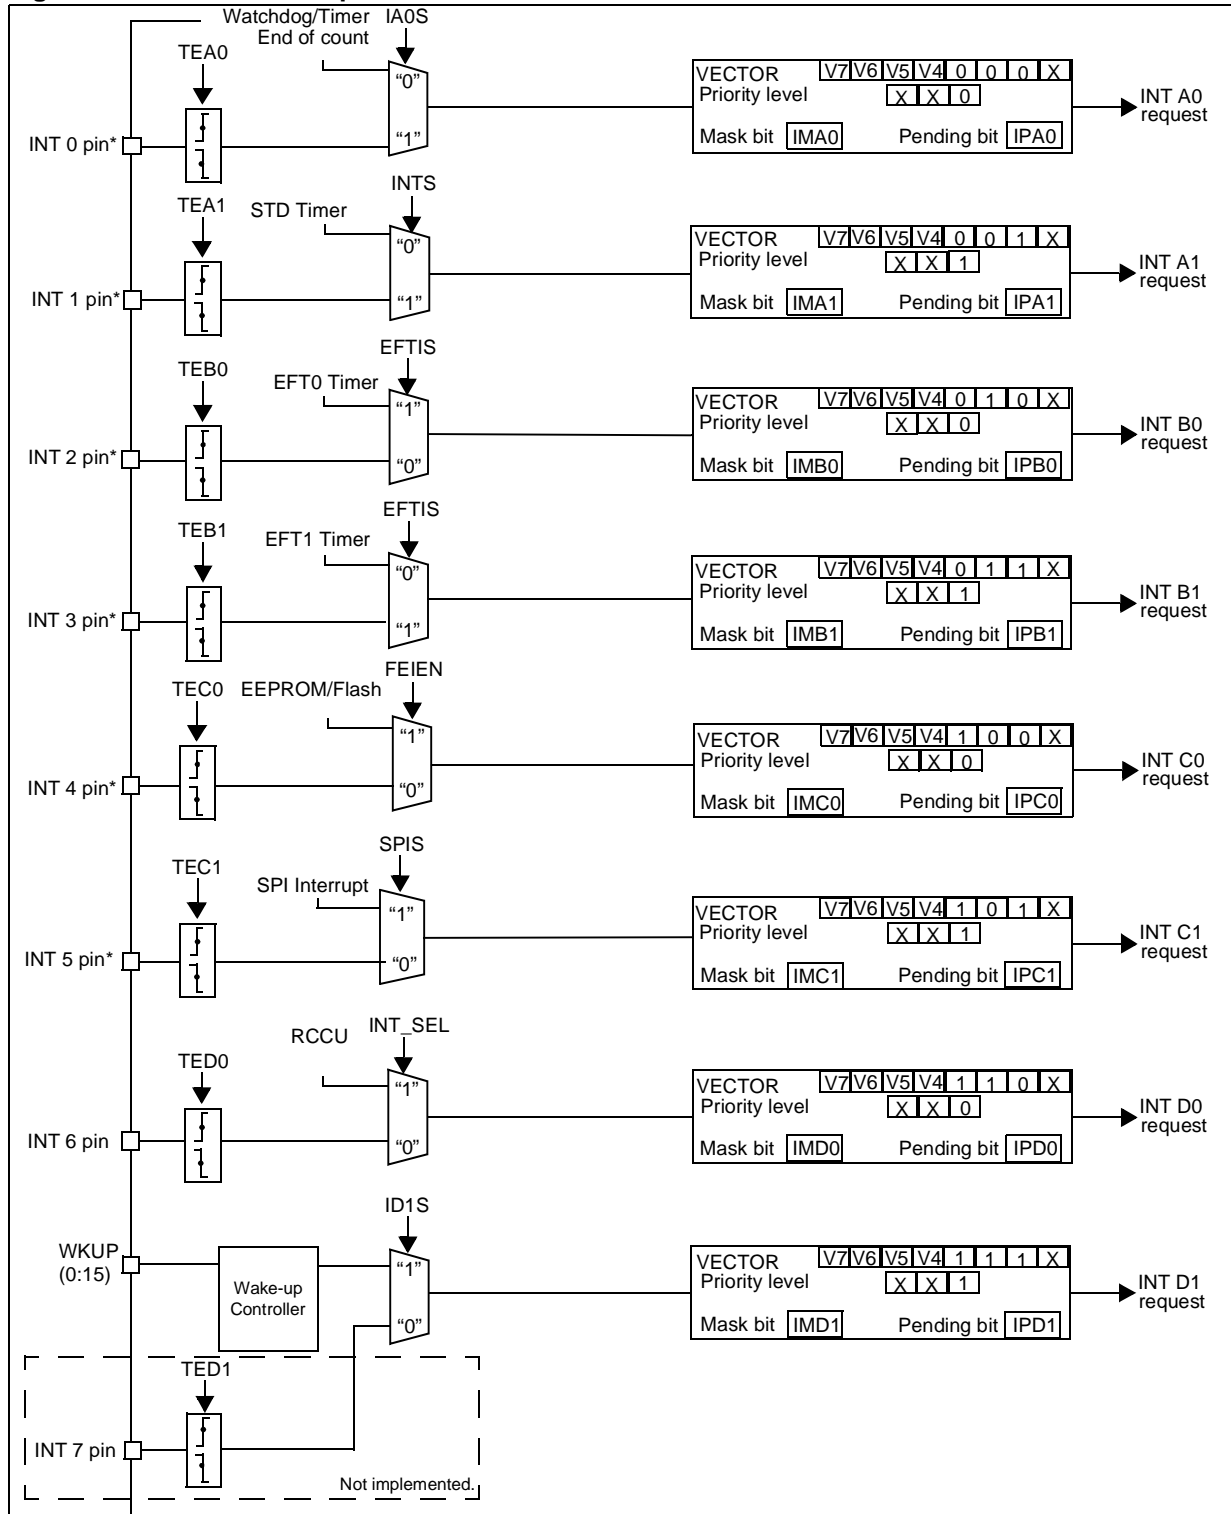 Watchdog/Timer IA0S
End of count
TEA0
"0"
"1"
INT 0 pin*
VECTOR V7 V6 V5 V4 0 0 0 X
Priority level X X 0
Mask bit IMA0 Pending bit IPA0
INT A0
request
INTS
TEA1 STD Timer
"0"
"1"
INT 1 pin*
VECTOR V7 V6 V5 V4 0 0 1 X
Priority level X X 1
Mask bit IMA1 Pending bit IPA1
INT A1
request
EFTIS
TEB0 EFT0 Timer
"1"
"0"
INT 2 pin*
VECTOR V7 V6 V5 V4 0 1 0 X
Priority level X X 0
Mask bit IMB0 Pending bit IPB0
INT B0
request
EFTIS
TEB1 EFT1 Timer
"0"
"1"
INT 3 pin*
VECTOR V7 V6 V5 V4 0 1 1 X
Priority level X X 1
Mask bit IMB1 Pending bit IPB1
INT B1
request
FEIEN
TEC0 EEPROM/Flash
"1"
"0"
INT 4 pin*
VECTOR V7 V6 V5 V4 1 0 0 X
Priority level X X 0
Mask bit IMC0 Pending bit IPC0
INT C0
request
SPIS
TEC1
SPI Interrupt
"1"
"0"
INT 5 pin*
VECTOR V7 V6 V5 V4 1 0 1 X
Priority level X X 1
Mask bit IMC1 Pending bit IPC1
INT C1
request
RCCU INT_SEL
TED0
"1"
"0"
INT 6 pin
VECTOR V7 V6 V5 V4 1 1 0 X
Priority level X X 0
Mask bit IMD0 Pending bit IPD0
INT D0
request
ID1S
WKUP
(0:15)
Wake-up
Controller
"1"
"0"
VECTOR V7 V6 V5 V4 1 1 1 X
Priority level X X 1
Mask bit IMD1 Pending bit IPD1
INT D1
request
TED1
INT 7 pin
Not implemented.